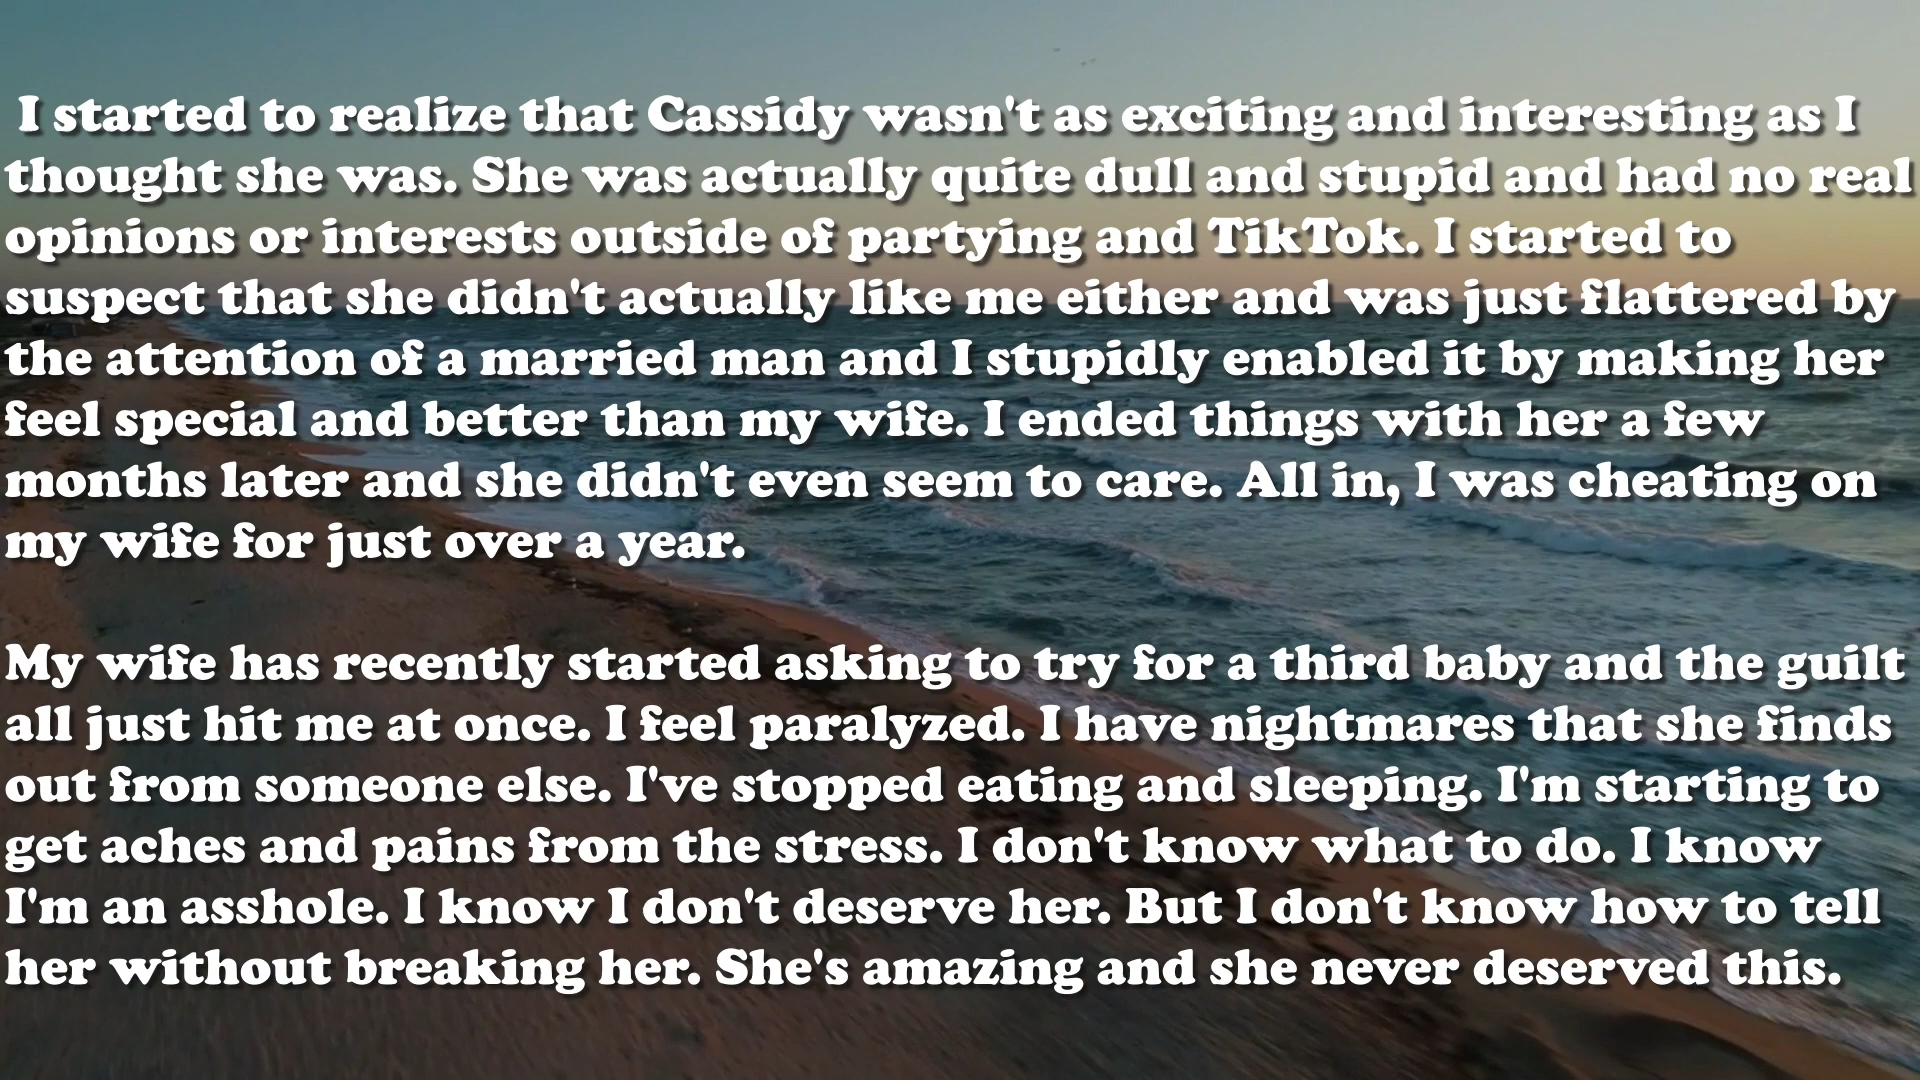 I started to realize that Cassidy wasn't as exciting and interesting as I
thought she was. She was actually quite dull and stupid and had no real
opinions or interests outside of partying and TikTok. I started to
suspect that she didn't actually like me either and was just flattered by
the attention of a married man and I stupidly enabled it by making her
feel special and better than my wife. I ended things with her a few
months later and she didn't even seem to care. All in, I was cheating on
my wife for just over a year.
My wife has recently started asking to try for a third baby and the guilt
all just hit me at once. I feel paralyzed. I have nightmares that she finds
out from someone else. I've stopped eating and sleeping. I'm starting to
get aches and pains from the stress. I don't know what to do. I know
I'm an asshole. I know I don't deserve her. But I don't know how to tell
her without breaking her. She's amazing and she never deserved this.